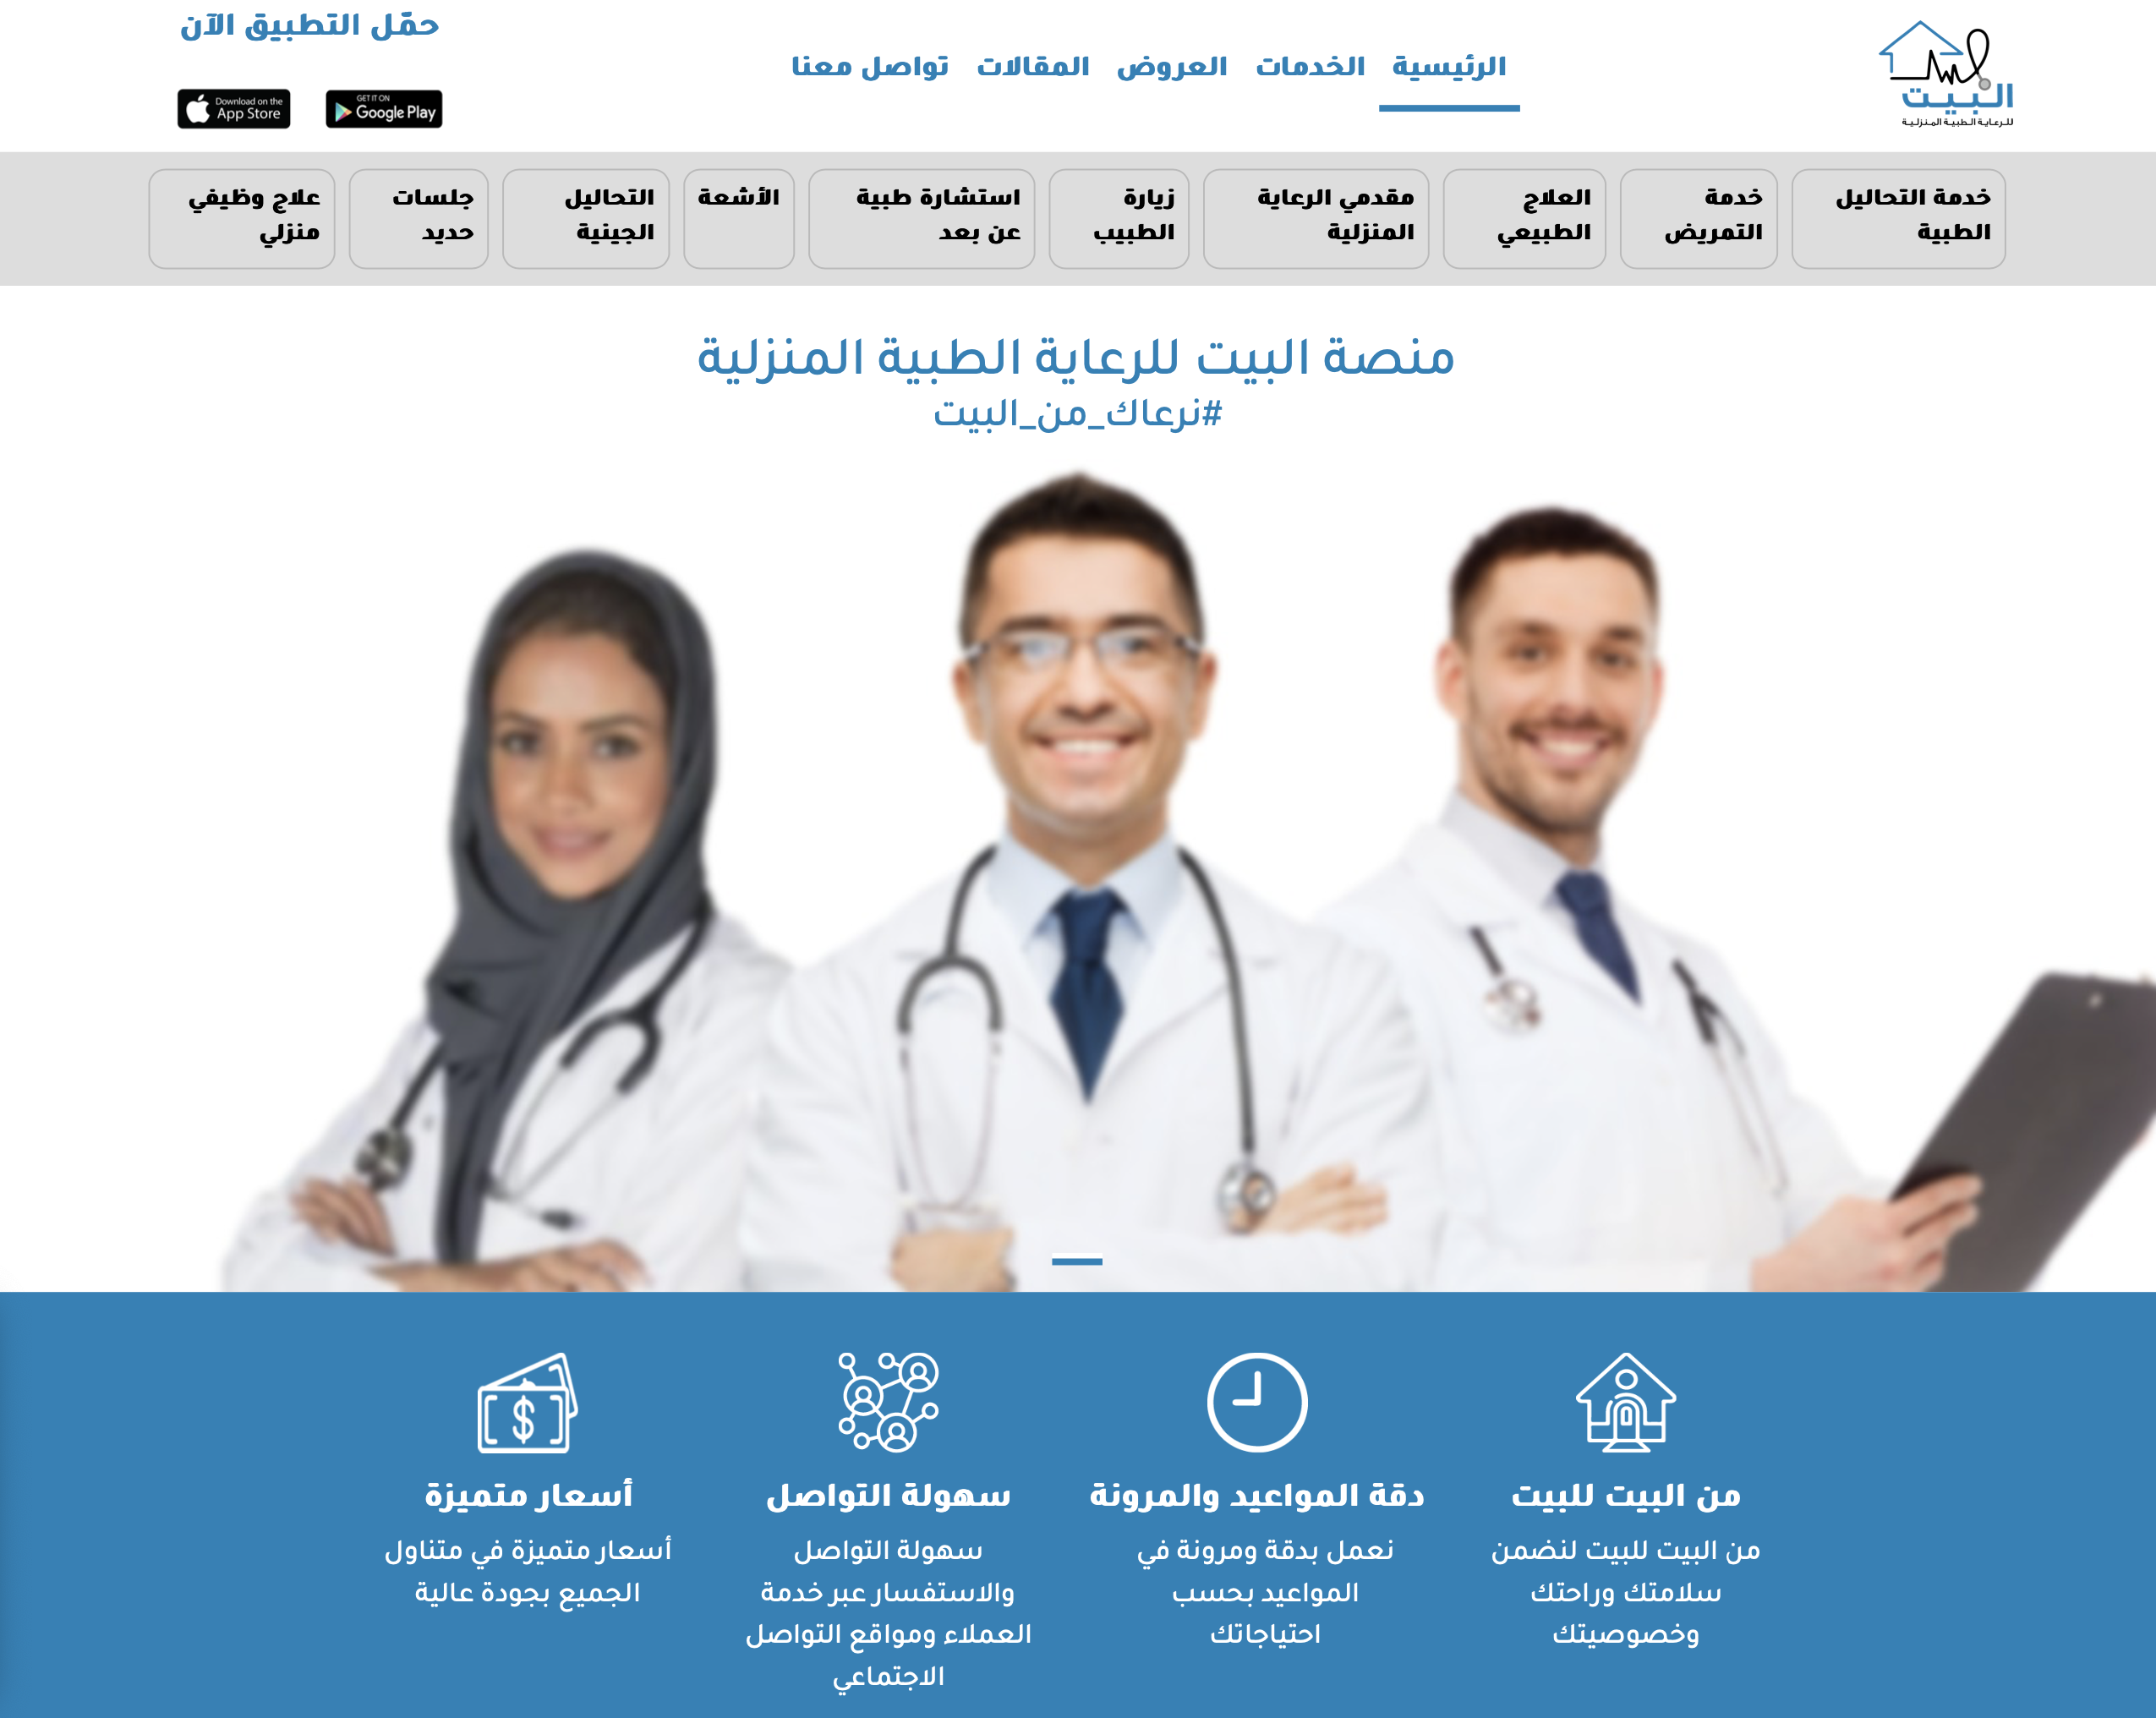 البيت
للرعاية الطبية المنزلية
الرئيسية
الخدمات
العروض
المقالات
تواصل معنا
حمّل التطبيق الآن
GET IT ON
Google Play
Download on the
App Store
خدمة التحاليل
الطبية
خدمة
التمريض
العلاج
الطبيعي
مقدمي الرعاية
المنزلية
زيارة
الطبيب
استشارة طبية
عن بعد
الأشعة
التحاليل
الجينية
جلسات
حديد
علاج وظيفي
منزلي
منصة البيت للرعاية الطبية المنزلية
#نرعاك_من_البيت
من البيت للبيت
من البيت للبيت لنضمن
سلامتك وراحتك
وخصوصيتك
دقة المواعيد والمرونة
نعمل بدقة ومرونة في
المواعيد بحسب
احتياجاتك
سهولة التواصل
سهولة التواصل
والاستفسار عبر خدمة
العملاء ومواقع التواصل
الاجتماعي
أسعار متميزة
أسعار متميزة في متناول
الجميع بجودة عالية